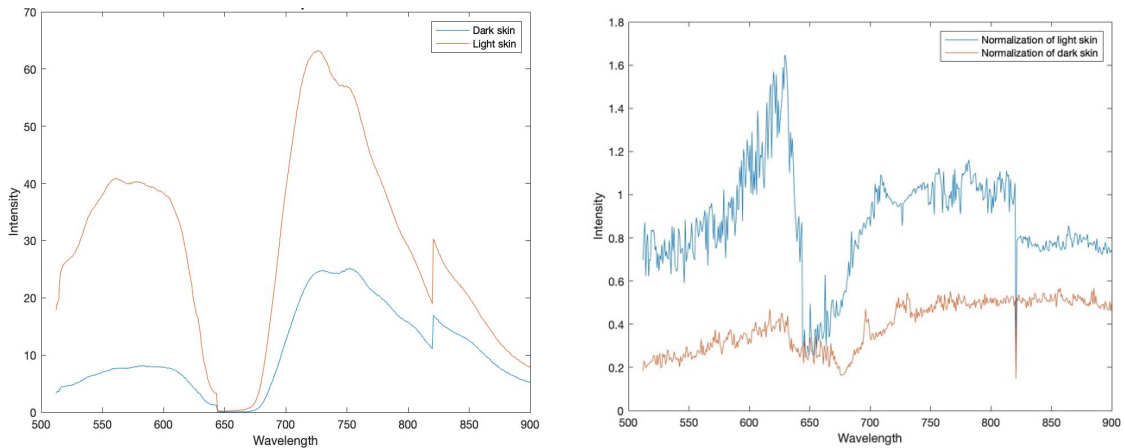 70
60
50
40
30
20
10
0
Intensity
500 550 600 650 700 750 800 850 900
Wavelength
Dark skin
Light skin
1.8
1.6
1.4
1.2
1
0.8
0.6
0.4
0.2
0
Intensity
500 550 600 650 700 750 800 850 900
Wavelength
Normalization of light skin
Normalization of dark skin